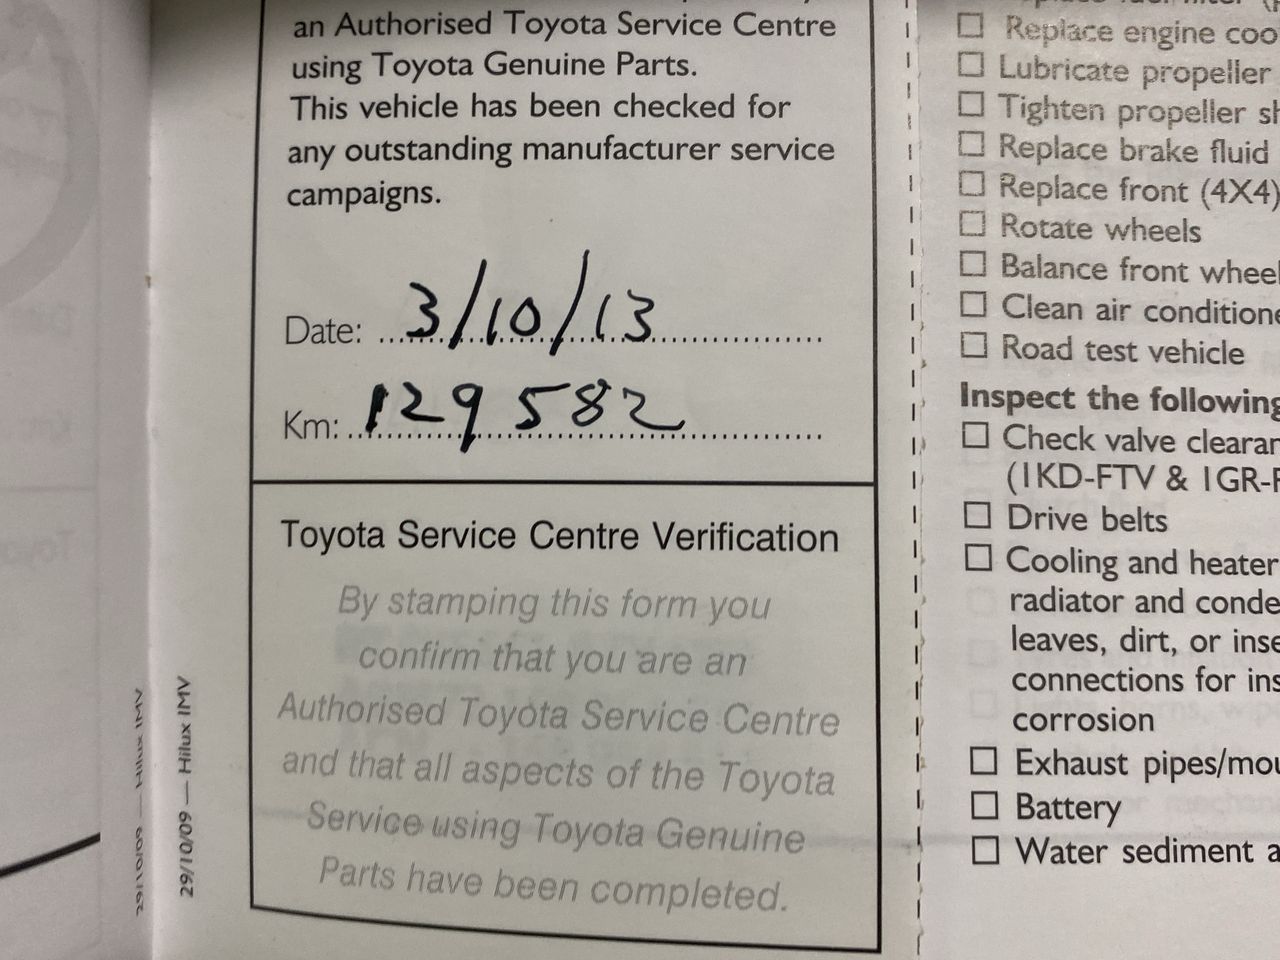 an Authorised Toyota Service Centre
using Toyota Genuine Parts.
This vehicle has been checked for
any outstanding manufacturer service
campaigns.
Date: 3/10/13
Km: 129 582
Toyota Service Centre Verification
By stamping this form you
confirm that you are an
Authorised Toyota Service Centre
and that all aspects of the Toyota
Service using Toyota Genuine
Parts have been completed.
29/10/09 — Hilux IMV
Replace engine coo
Lubricate propeller
Tighten propeller sh
Replace brake fluid
Replace front (4X4)
Rotate wheels
Balance front wheel
Clean air conditione
Road test vehicle
Inspect the following
Check valve clearan
(1KD-FTV & 1GR-F
Drive belts
Cooling and heater
radiator and conde
leaves, dirt, or inse
connections for ins
corrosion
Exhaust pipes/mou
Battery
Water sediment a